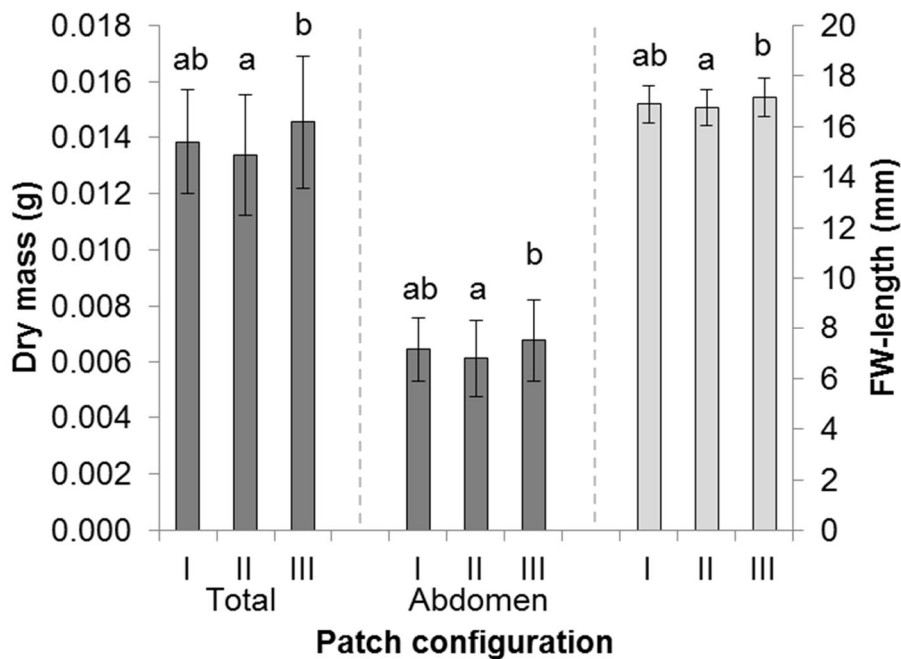 Dry mass (g)
0.018
0.016
0.014
0.012
0.010
0.008
0.006
0.004
0.002
0.000
ab a b
ab a b
ab a b
20
18
16
14
12
10
8
6
4
2
0
FW-length (mm)
I II III I II III I II III
Total Abdomen
Patch configuration